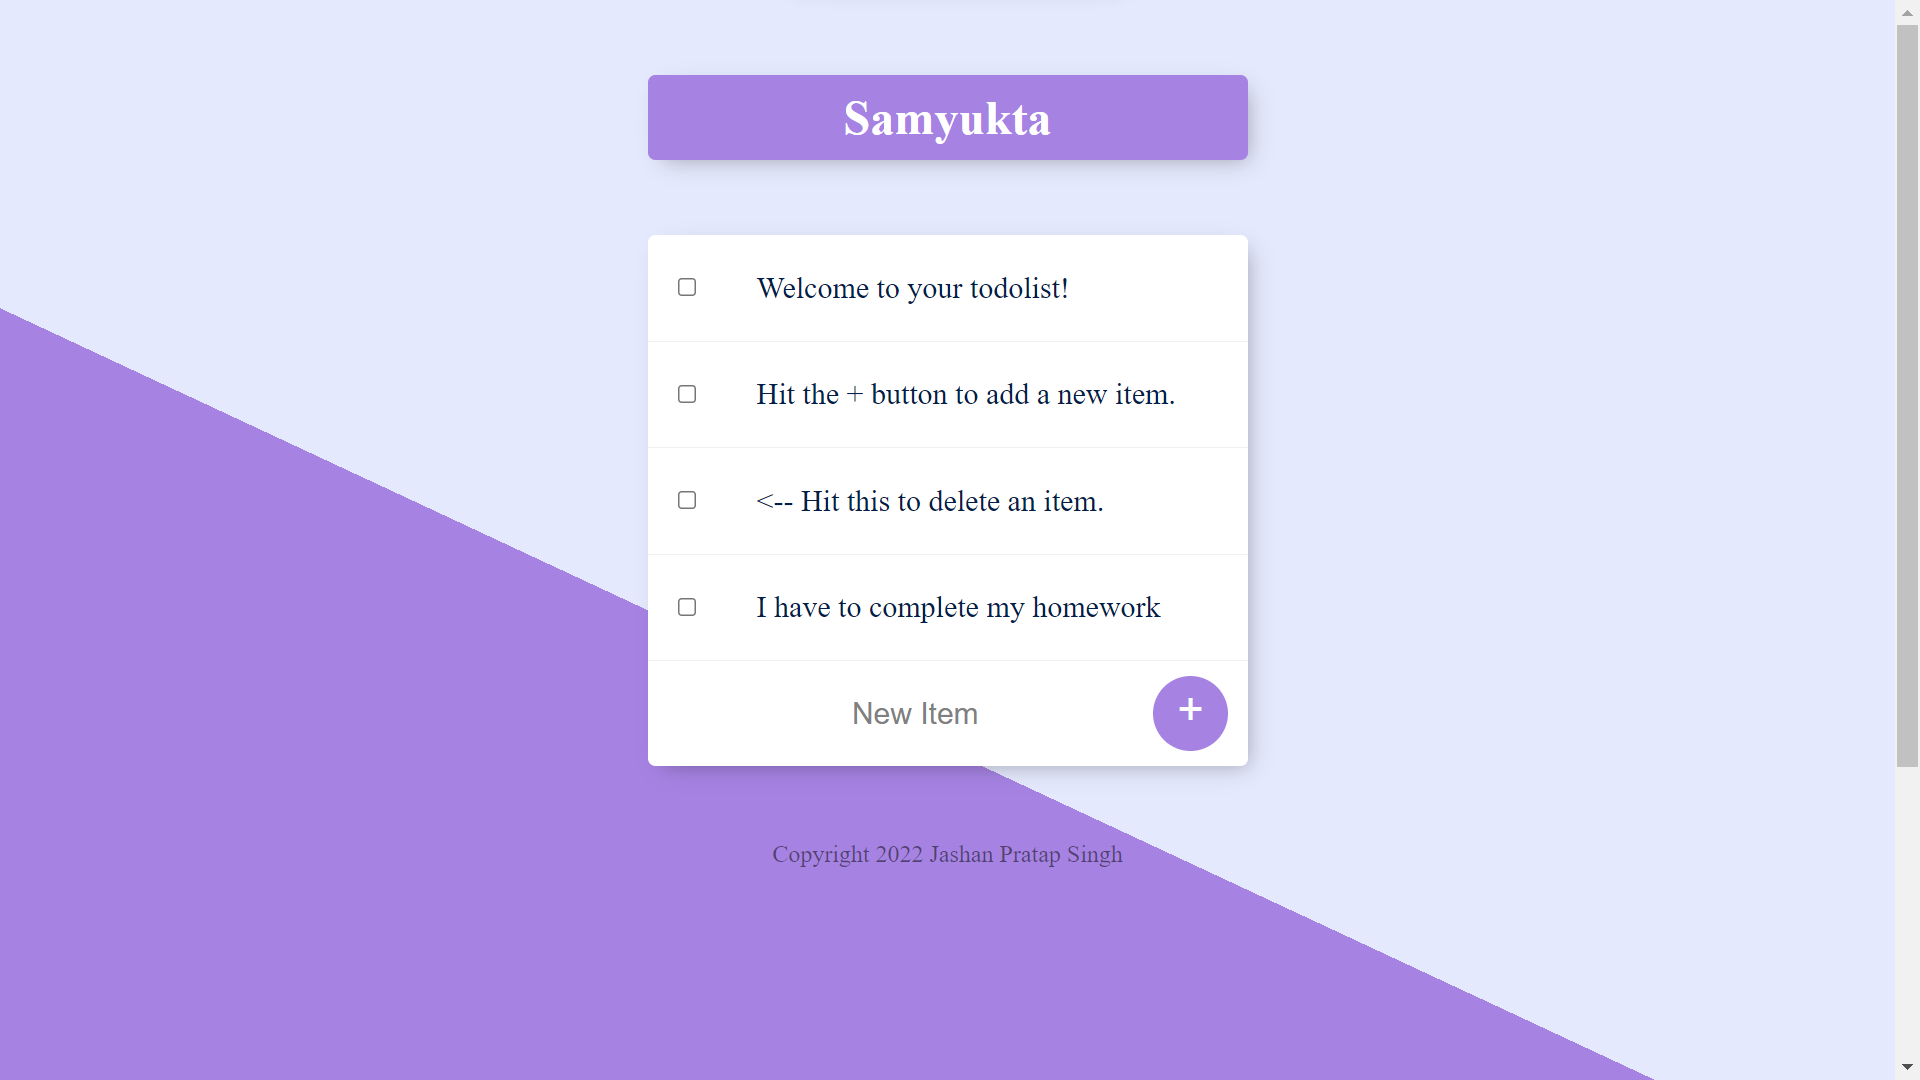 Samyukta
Welcome to your todolist!
Hit the + button to add a new item.
<-- Hit this to delete an item.
I have to complete my homework
New Item
+
Copyright 2022 Jashan Pratap Singh